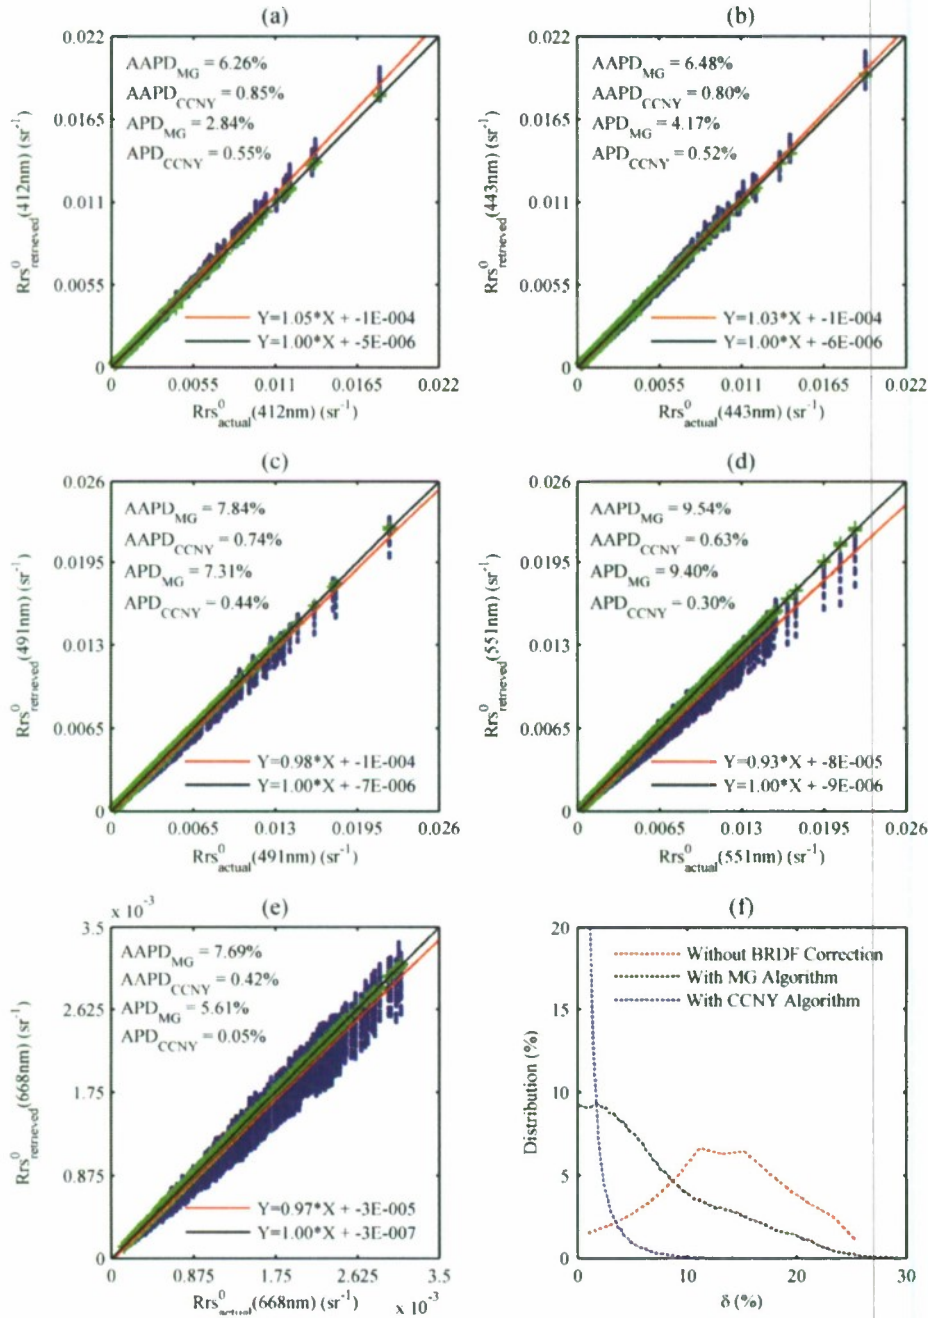 (a)
0.022
0.0165
0.011
0.0055
0
AAPD_MG = 6.26%
AAPD_CCNY = 0.85%
APD_MG = 2.84%
APD_CCNY = 0.55%
Y=1.05*X + -1E-004
Y=1.00*X + -5E-006
0 0.0055 0.011 0.0165 0.022
Rrs^0_actual(412nm) (sr^-1)
Rrs^0_retrieved(412nm) (sr^-1)
(b)
0.022
0.0165
0.011
0.0055
0
AAPD_MG = 6.48%
AAPD_CCNY = 0.80%
APD_MG = 4.17%
APD_CCNY = 0.52%
Y=1.03*X + -1E-004
Y=1.00*X + -6E-006
0 0.0055 0.011 0.0165 0.022
Rrs^0_actual(443nm) (sr^-1)
Rrs^0_retrieved(443nm) (sr^-1)
(c)
0.026
0.0195
0.013
0.0065
0
AAPD_MG = 7.84%
AAPD_CCNY = 0.74%
APD_MG = 7.31%
APD_CCNY = 0.44%
Y=0.98*X + -1E-004
Y=1.00*X + -7E-006
0 0.0065 0.013 0.0195 0.026
Rrs^0_actual(491nm) (sr^-1)
Rrs^0_retrieved(491nm) (sr^-1)
(d)
0.026
0.0195
0.013
0.0065
0
AAPD_MG = 9.54%
AAPD_CCNY = 0.63%
APD_MG = 9.40%
APD_CCNY = 0.30%
Y=0.93*X + -8E-005
Y=1.00*X + -9E-006
0 0.0065 0.013 0.0195 0.026
Rrs^0_actual(551nm) (sr^-1)
Rrs^0_retrieved(551nm) (sr^-1)
(e)
x 10^-3
3.5
2.625
1.75
0.875
0
AAPD_MG = 7.69%
AAPD_CCNY = 0.42%
APD_MG = 5.61%
APD_CCNY = 0.05%
Y=0.97*X + -3E-005
Y=1.00*X + -3E-007
0 0.875 1.75 2.625 3.5
Rrs^0_actual(668nm) (sr^-1)
x 10^-3
Rrs^0_retrieved(668nm) (sr^-1)
(f)
20
15
10
5
0
Without BRDF Correction
With MG Algorithm
With CCNY Algorithm
0 10 20 30
δ (%)
Distribution (%)